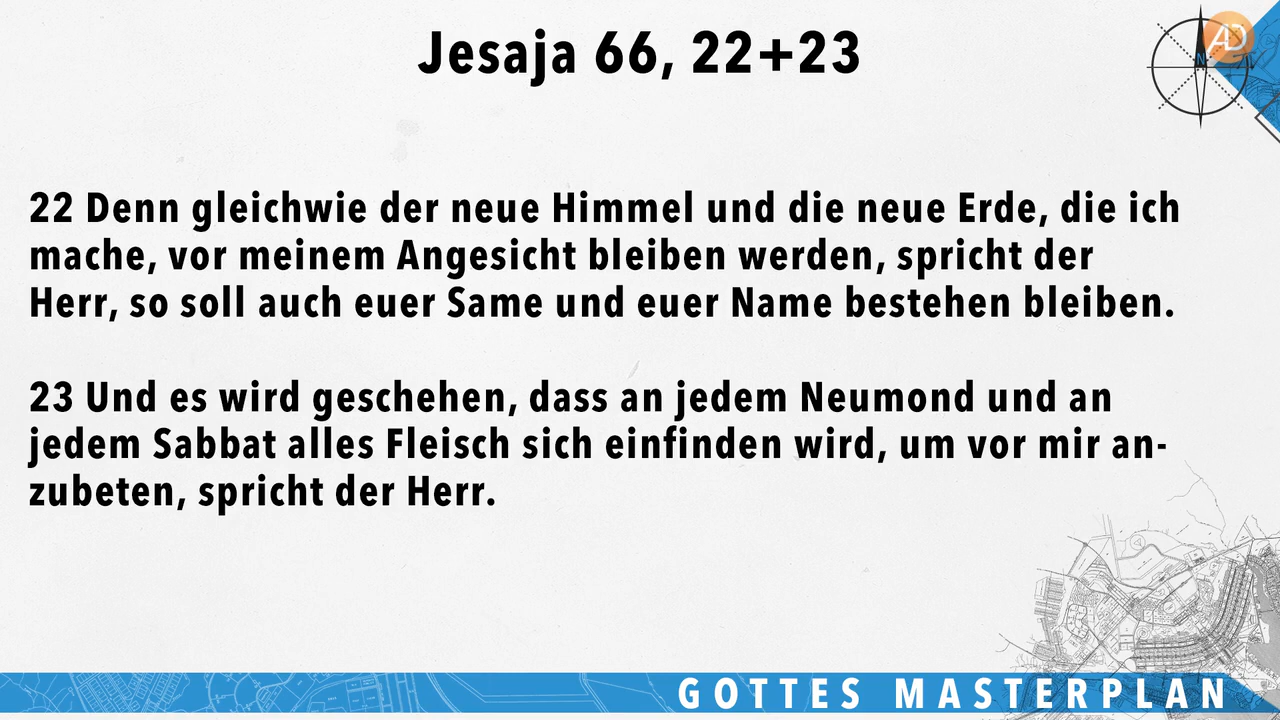 Jesaja 66, 22+23
AD
N
22 Denn gleichwie der neue Himmel und die neue Erde, die ich
mache, vor meinem Angesicht bleiben werden, spricht der
Herr, so soll auch euer Same und euer Name bestehen bleiben.
23 Und es wird geschehen, dass an jedem Neumond und an
jedem Sabbat alles Fleisch sich einfinden wird, um vor mir an-
zubeten, spricht der Herr.
GOTTES MASTERPLAN